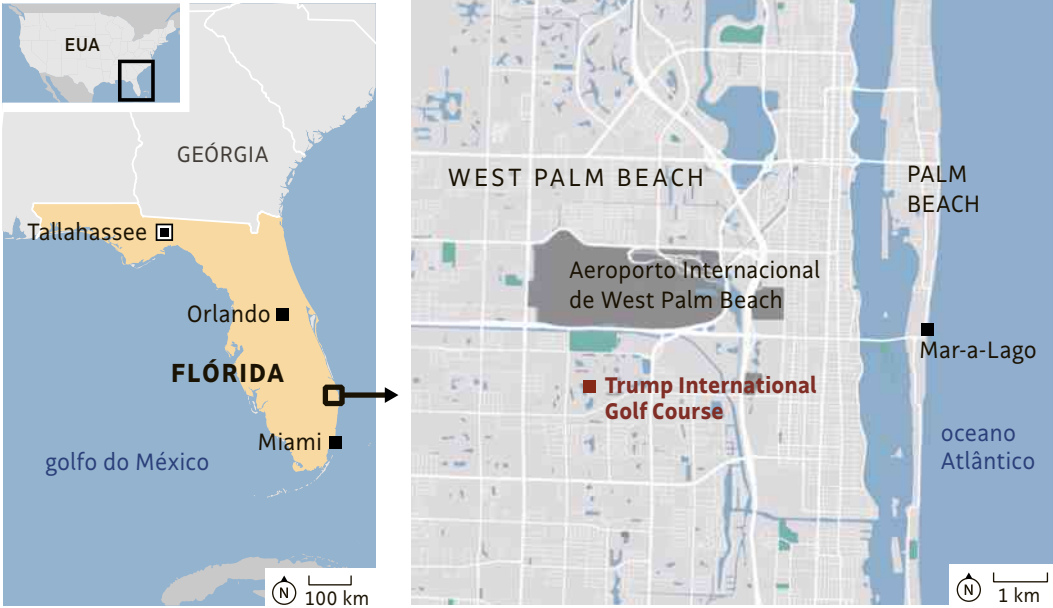 EUA
GEÓRGIA
Tallahassee
Orlando
FLÓRIDA
Miami
golfo do México
N
100 km
WEST PALM BEACH
PALM
BEACH
Aeroporto Internacional
de West Palm Beach
Mar-a-Lago
Trump International
Golf Course
oceano
Atlântico
N
1 km